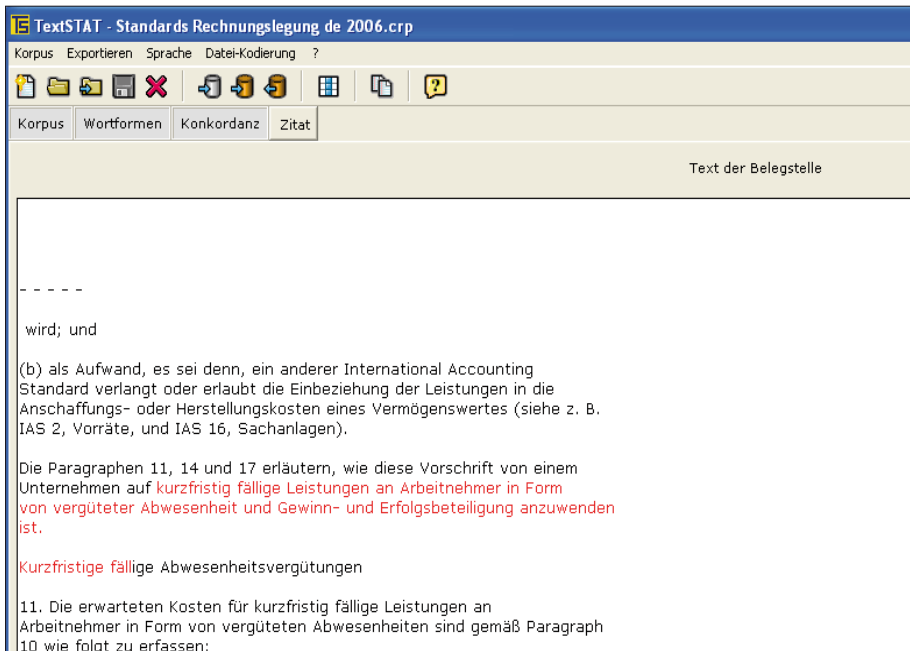 TextSTAT - Standards Rechnungslegung de 2006.crp
Korpus Exportieren Sprache Datei-Kodierung ?
Korpus Wortformen Konkordanz Zitat
Text der Belegstelle
- - - - -
wird; und
(b) als Aufwand, es sei denn, ein anderer International Accounting
Standard verlangt oder erlaubt die Einbeziehung der Leistungen in die
Anschaffungs- oder Herstellungskosten eines Vermögenswertes (siehe z. B.
IAS 2, Vorräte, und IAS 16, Sachanlagen).
Die Paragraphen 11, 14 und 17 erläutern, wie diese Vorschrift von einem
Unternehmen auf kurzfristig fällige Leistungen an Arbeitnehmer in Form
von vergüteter Abwesenheit und Gewinn- und Erfolgsbeteiligung anzuwenden
ist.
Kurzfristige fällige Abwesenheitsvergütungen
11. Die erwarteten Kosten für kurzfristig fällige Leistungen an
Arbeitnehmer in Form von vergüteten Abwesenheiten sind gemäß Paragraph
10 wie folgt zu erfassen: